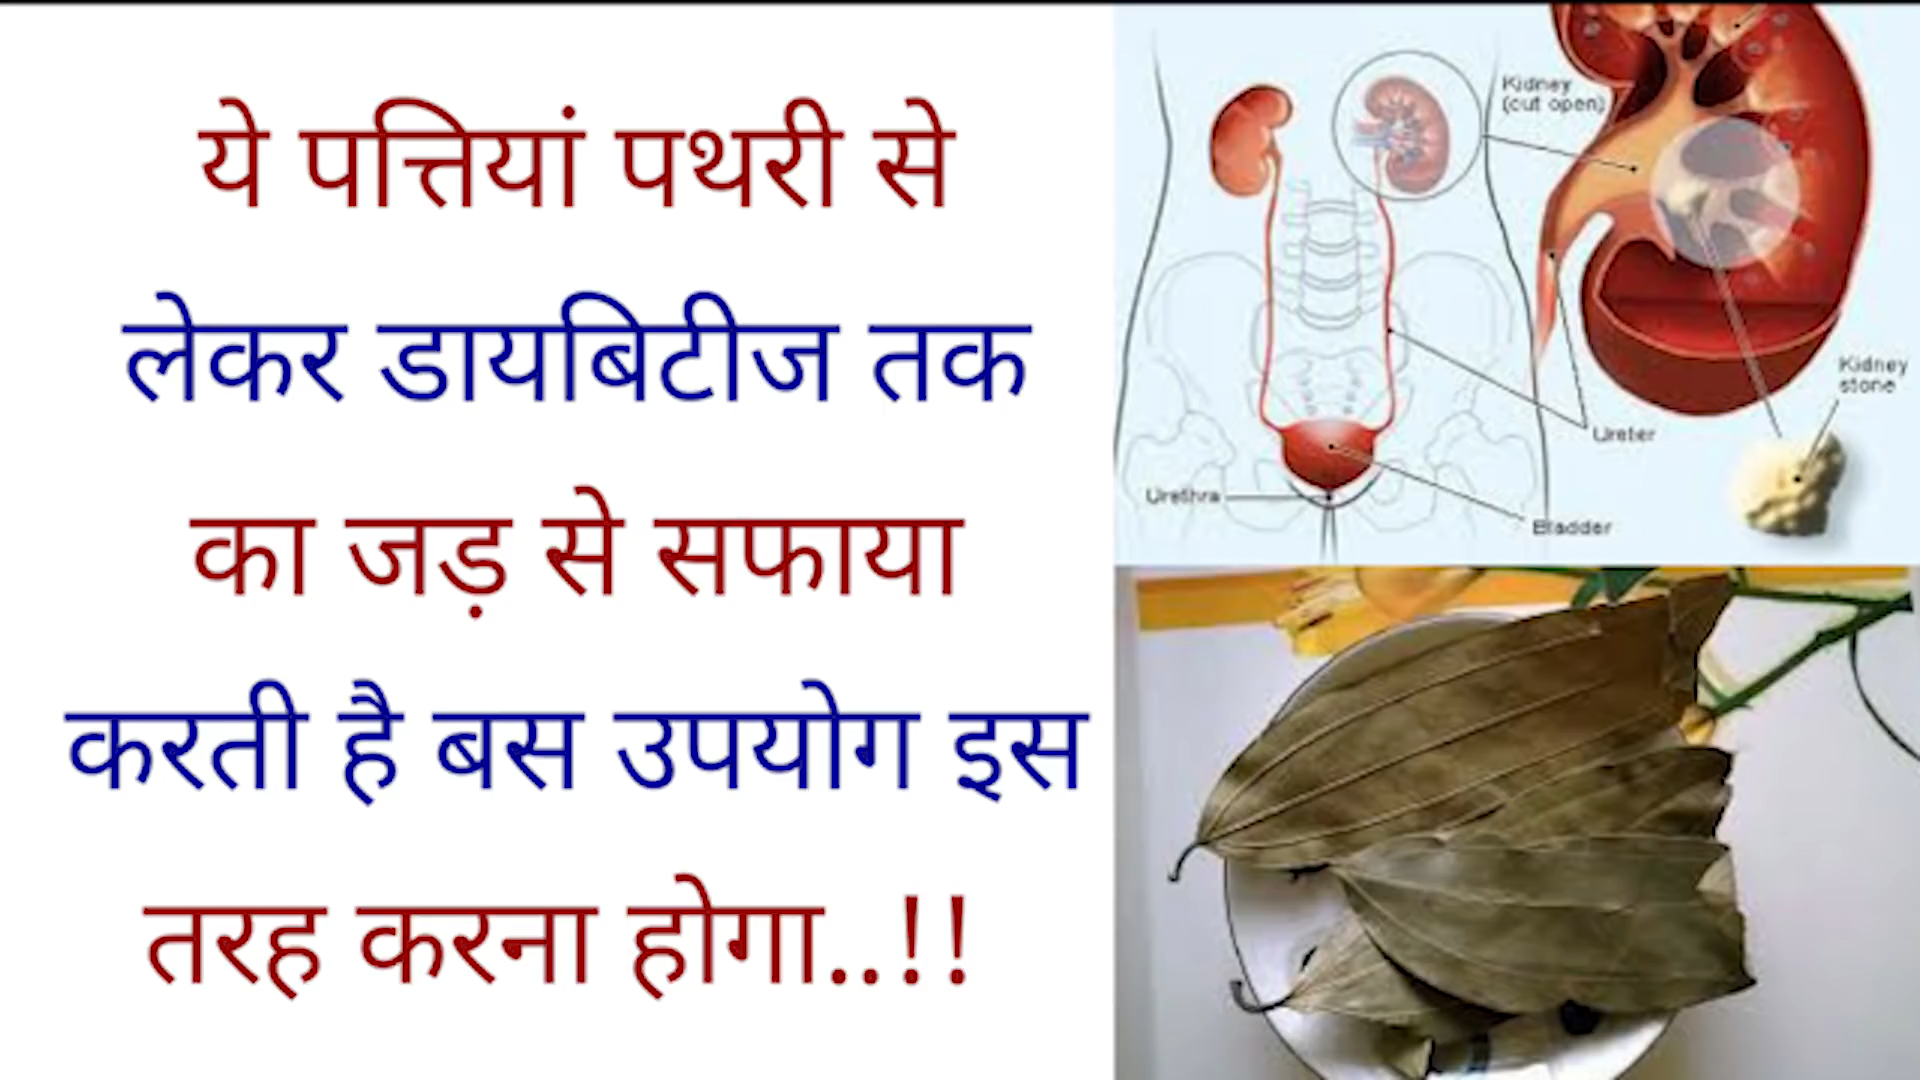 ये पत्तियां पथरी से
लेकर डायबिटीज तक
का जड़ से सफाया
करती है बस उपयोग इस
तरह करना होगा..!!
Kidney
(cut open)
Kidney
stone
Ureter
Urethra
Bladder